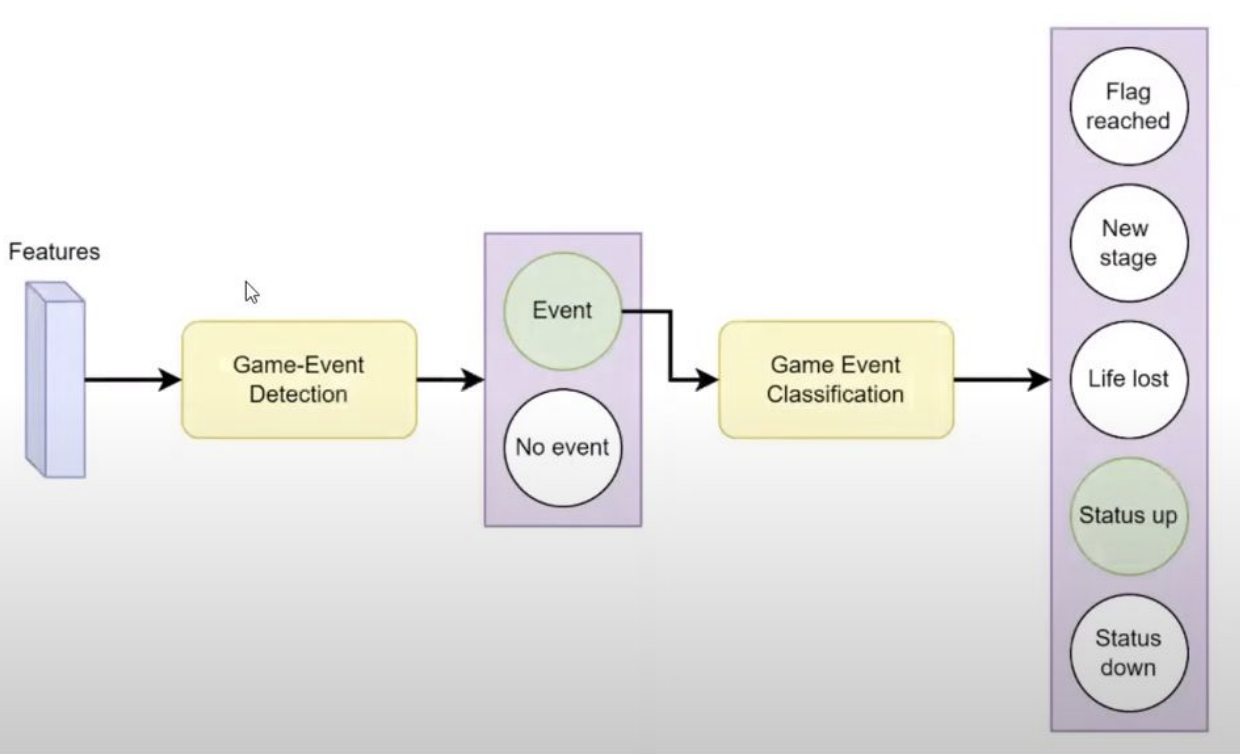 Features
Game-Event
Detection
Event
No event
Game Event
Classification
Flag
reached
New
stage
Life lost
Status up
Status
down